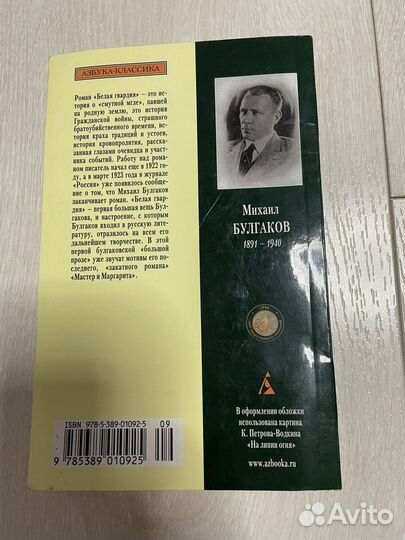 АЗБУКА-КЛАССИКА
Роман «Белая гвардия» – это ис-
тория о «смутной мгле», павшей
на родную землю, это история
Гражданской войны, страшного
братоубийственного времени, ис-
тория краха традиций и устоев,
история кровопролития, расска-
занная глазами очевидца и участ-
ника событий. Работу над рома-
ном писатель начал еще в 1922 го-
ду, а в марте 1923 года в журнале
«Россия» уже появилось сообще-
ние о том, что Михаил Булгаков
заканчивает роман. «Белая гвар-
дия» – первая большая вещь Бул-
гакова, и настроение, с которым
Булгаков входил в русскую лите-
ратуру, отразилось на всем его
дальнейшем творчестве. В этой
первой булгаковской «большой
прозе» уже звучат мотивы его по-
следнего, «закатного романа»
«Мастер и Маргарита».
Михаил
БУЛГАКОВ
1891 – 1940
В оформлении обложки
использована картина
К. Петрова-Водкина
«На линии огня»
www.azbooka.ru
ISBN 978-5-389-01092-5
09
9 785389 010925
Avito